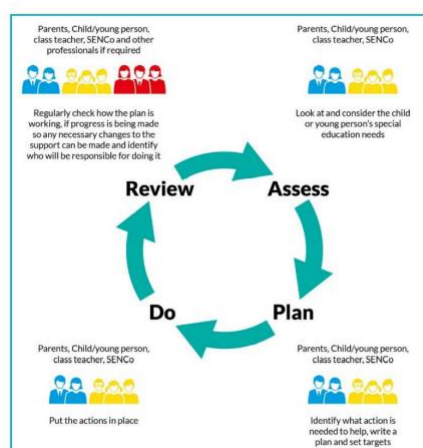 Parents, Child/young person,
class teacher, SENCo and other
professionals if required
Regularly check how the plan is
working, if progress is being made
so any necessary changes to the
support can be made and identify
who will be responsible for doing it
Parents, Child/young person,
class teacher, SENCo
Look at and consider the child
or young person's special
education needs
Review
Assess
Do
Plan
Parents, Child/young person,
class teacher, SENCo
Put the actions in place
Parents, Child/young person,
class teacher, SENCo
Identify what action is
needed to help, write a
plan and set targets